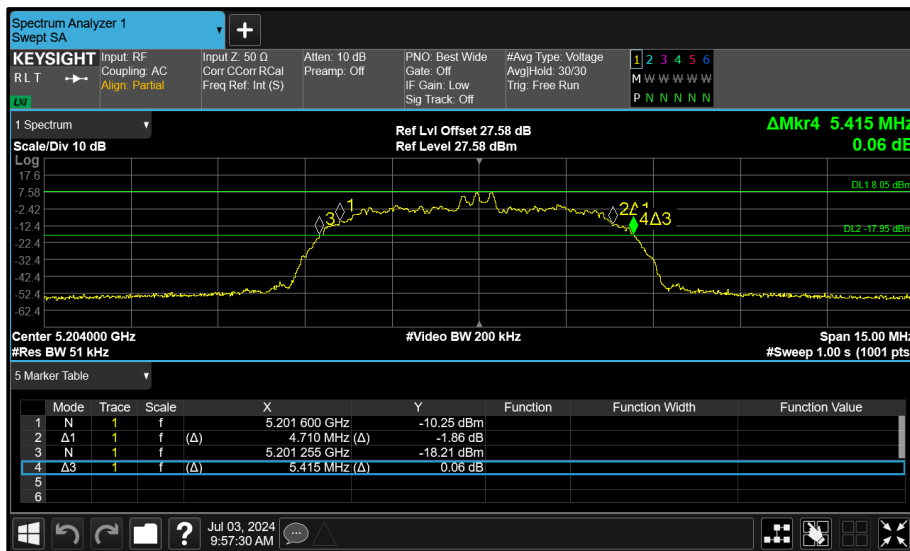 Spectrum Analyzer 1
Swept SA
KEYSIGHT
R L T
LXI
Input: RF
Coupling: AC
Align: Partial
Input Z: 50 Ω
Corr CCorr RCal
Freq Ref: Int (S)
Atten: 10 dB
Preamp: Off
PNO: Best Wide
Gate: Off
IF Gain: Low
Sig Track: Off
#Avg Type: Voltage
Avg|Hold: 30/30
Trig: Free Run
1 2 3 4 5 6
M W W W W W
P N N N N N
1 Spectrum
Scale/Div 10 dB
Ref Lvl Offset 27.58 dB
Ref Level 27.58 dBm
ΔMkr4 5.415 MHz
0.06 dB
Log
17.6
7.58
-2.42
-12.4
-22.4
-32.4
-42.4
-52.4
-62.4
DL1 8.05 dBm
DL2 -17.95 dBm
3
1
2Δ1
4Δ3
Center 5.204000 GHz
#Video BW 200 kHz
Span 15.00 MHz
#Res BW 51 kHz
#Sweep 1.00 s (1001 pts
5 Marker Table
Mode Trace Scale X Y Function Function Width Function Value
1 N 1 f 5.201 600 GHz -10.25 dBm
2 Δ1 1 f (Δ) 4.710 MHz (Δ) -1.86 dB
3 N 1 f 5.201 255 GHz -18.21 dBm
4 Δ3 1 f (Δ) 5.415 MHz (Δ) 0.06 dB
5
6
?
Jul 03, 2024
9:57:30 AM